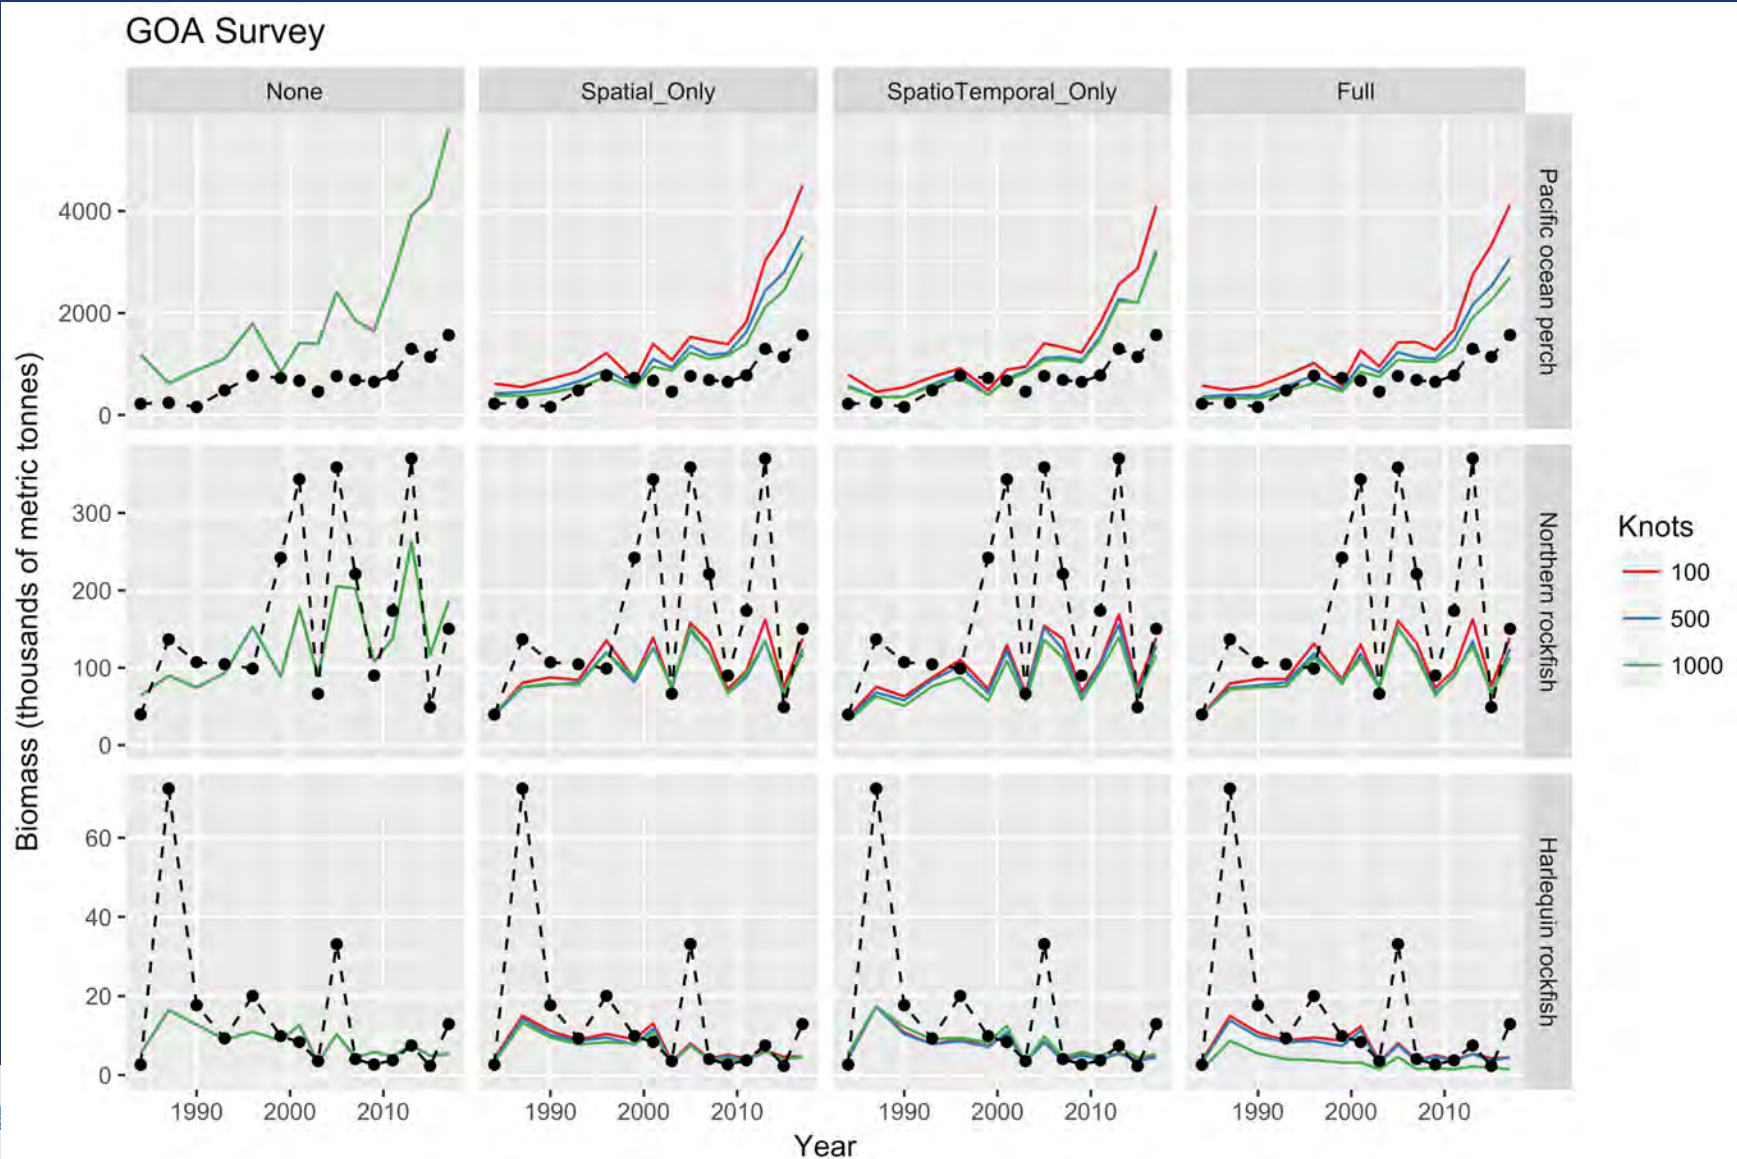 GOA Survey
None
Spatial_Only
SpatioTemporal_Only
Full
4000
2000
0
Pacific ocean perch
300
200
100
0
Northern rockfish
60
40
20
0
Harlequin rockfish
Biomass (thousands of metric tonnes)
1990 2000 2010
1990 2000 2010
1990 2000 2010
1990 2000 2010
Year
Knots
100
500
1000